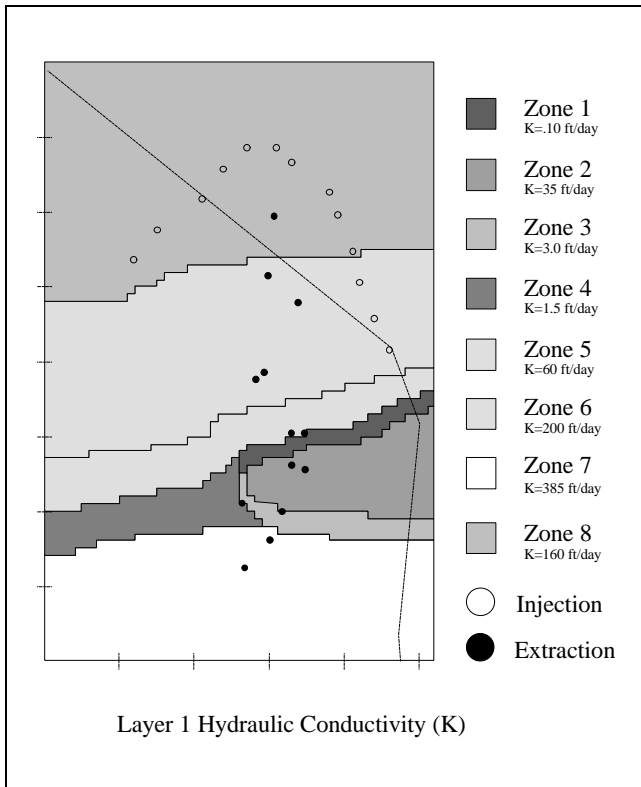 Zone 1
K=.10 ft/day
Zone 2
K=35 ft/day
Zone 3
K=3.0 ft/day
Zone 4
K=1.5 ft/day
Zone 5
K=60 ft/day
Zone 6
K=200 ft/day
Zone 7
K=385 ft/day
Zone 8
K=160 ft/day
Injection
Extraction
Layer 1 Hydraulic Conductivity (K)